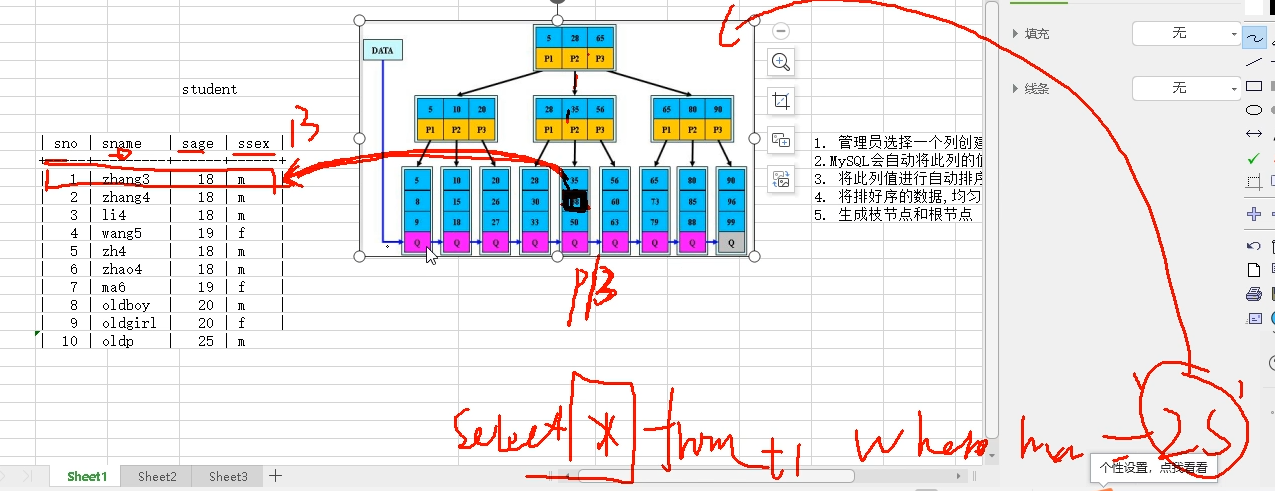 填充
无
线条
无
DATA
5 28 65
P1 P2 P3
student
5 10 20
P1 P2 P3
28 35 56
P1 P2 P3
65 80 90
P1 P2 P3
13
sno sname sage ssex
1 zhang3 18 m
2 zhang4 18 m
3 li4 18 m
4 wang5 19 f
5 zh4 18 m
6 zhao4 18 m
7 ma6 19 f
8 oldboy 20 m
9 oldgirl 20 f
10 oldp 25 m
5 10 20 28 35 56 65 80 90
8 15 26 30 60 73 85 96
9 18 27 33 50 63 79 88 99
Q Q Q Q Q Q Q Q Q
1. 管理员选择一个列创建
2.MySQL会自动将此列的值
3. 将此列值进行自动排序
4. 将排好序的数据,均匀
5. 生成枝节点和根节点
select * from t1 where = 25
个性设置，点我看看
Sheet1 Sheet2 Sheet3